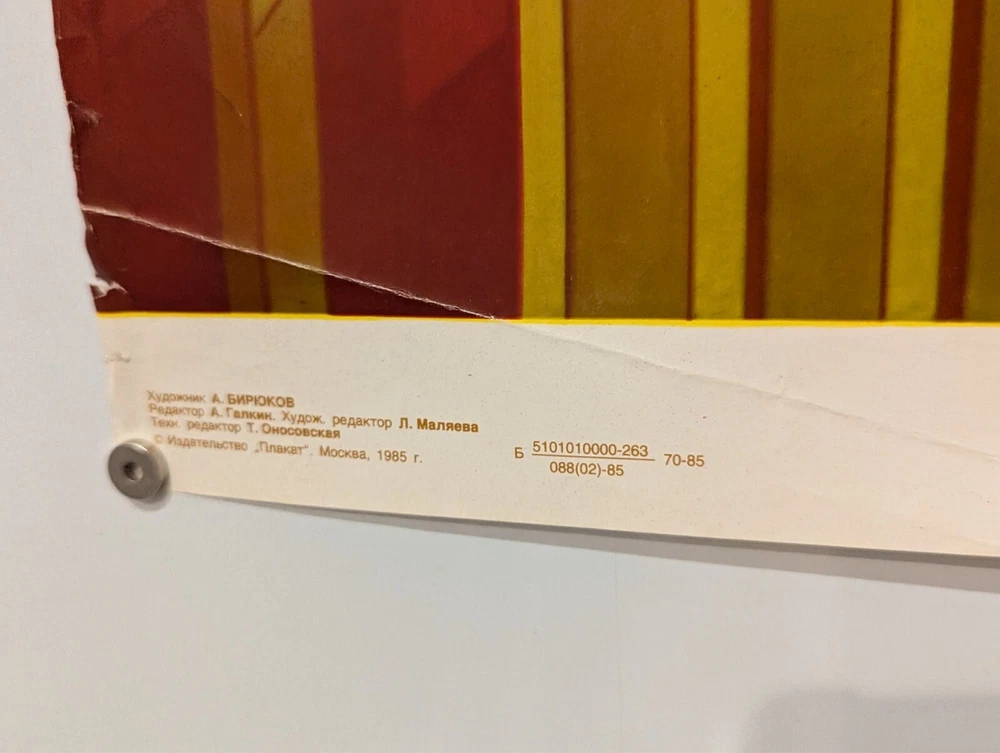 Художник А. БИРЮКОВ
Редактор А. Галкин. Худож. редактор Л. Маляева
Техн. редактор Т. Оносовская
© Издательство „Плакат“. Москва, 1985 г.
Б 5101010000-263 70-85
088(02)-85